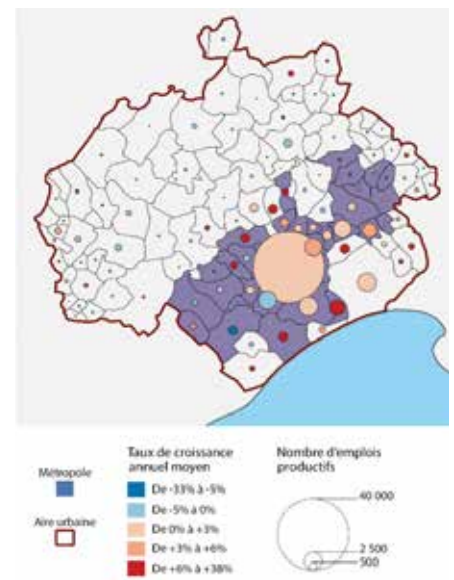 Métropole
Aire urbaine
Taux de croissance
annuel moyen
De -33% à -5%
De -5% à 0%
De 0% à +3%
De +3% à +6%
De +6% à +38%
Nombre d'emplois
productifs
40 000
2 500
500